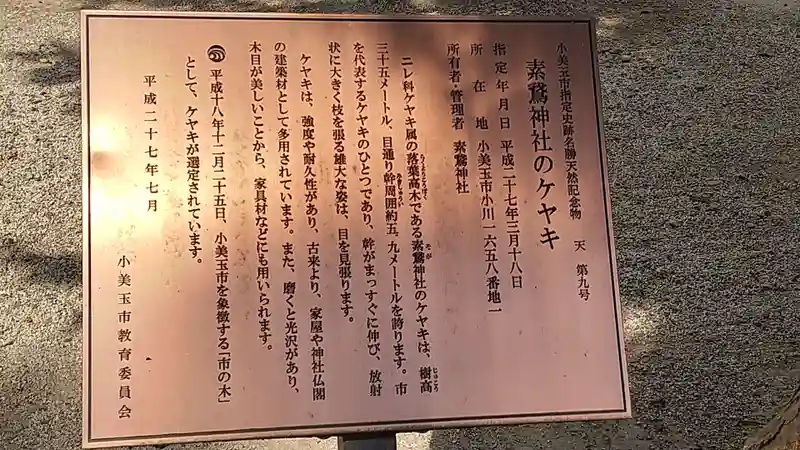 小美玉市指定史跡名勝天然記念物　天　第九号
素鵞神社のケヤキ
指定年月日　平成二十七年三月十八日
所在地　小美玉市小川一六五八番地一
所有者・管理者　素鵞神社
ニレ科ケヤキ属の落葉高木である素鵞神社のケヤキは、樹高
三十五メートル、目通り幹周囲約五．九メートルを誇ります。市
を代表するケヤキのひとつであり、幹がまっすぐに伸び、放射
状に大きく枝を張る雄大な姿は、目を見張ります。
ケヤキは、強度や耐久性があり、古来より、家屋や神社仏閣
の建築材として多用されています。また、磨くと光沢があり、
木目が美しいことから、家具材などにも用いられます。
平成十八年十二月二十五日、小美玉市を象徴する「市の木」
として、ケヤキが選定されています。
平成二十七年七月
小美玉市教育委員会